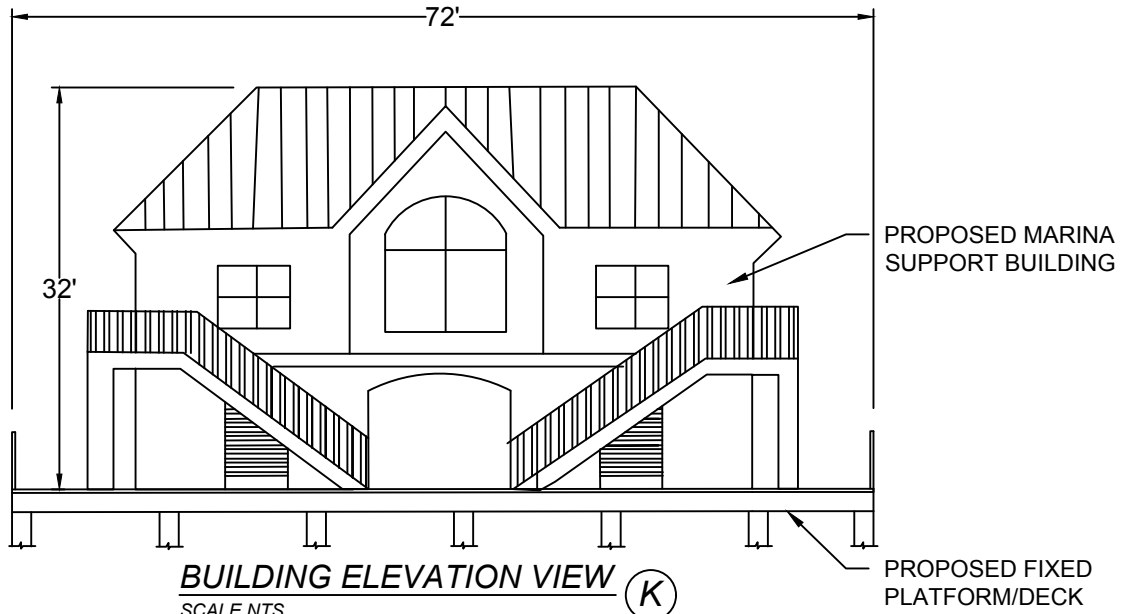 72'
32'
PROPOSED MARINA
SUPPORT BUILDING
BUILDING ELEVATION VIEW K
SCALE NTS
PROPOSED FIXED
PLATFORM/DECK